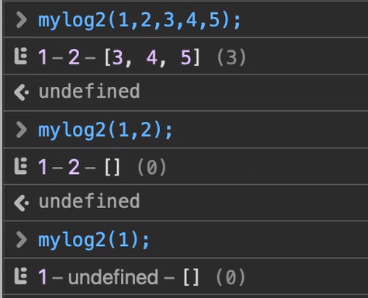 > mylog2(1,2,3,4,5);
E 1 – 2 – [3, 4, 5] (3)
<· undefined
> mylog2(1,2);
E 1 – 2 – [] (0)
<· undefined
> mylog2(1);
E 1 – undefined – [] (0)